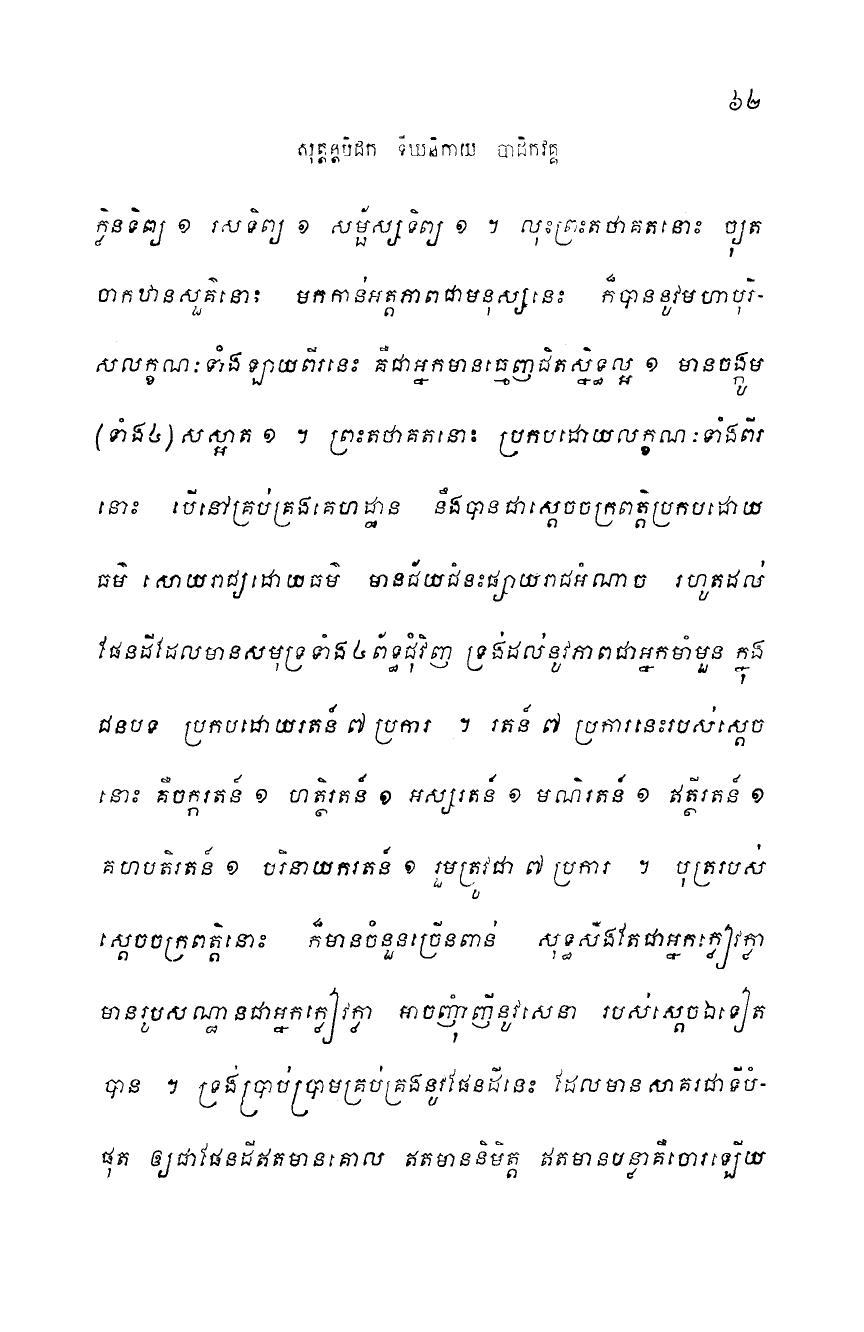 ៦២
សុត្តន្តបិដក ទីឃនិកាយ បាដិកវគ្គ
ក្លិនទិព្យ ១ រសទិព្យ ១ សម្ផ័ស្សទិព្យ ១ ។ លុះព្រះតថាគតនោះ ច្យុត
ចាកឋានសួគ៌នោះ មកកាន់អត្តភាពជាមនុស្សនេះ ក៏បាននូវមហាបុរិ-
សលក្ខណៈទាំងឡាយពីរនេះ គឺជាអ្នកមានធ្មេញជិតស្និទ្ធល្អ ១ មានចង្កូម
(ទាំង៤) សស្អាត ១ ។ ព្រះតថាគតនោះ ប្រកបដោយលក្ខណៈទាំងពីរ
នោះ បើនៅគ្រប់គ្រងគេហដ្ឋាន នឹងបានជាស្តេចចក្រពត្តិប្រកបដោយ
ធម៌ សោយរាជ្យដោយធម៌ មានជ័យជំនះផ្សាយរាជអំណាច រហូតដល់
ផែនដីដែលមានសមុទ្រទាំង៤ព័ទ្ធជុំវិញ ទ្រង់ដល់នូវភាពជាអ្នកមាំមួន ក្នុង
ជនបទ ប្រកបដោយរតន៍ ៧ ប្រការ ។ រតន៍ ៧ ប្រការនេះរបស់ស្តេច
នោះ គឺចក្ករតន៍ ១ ហត្ថិរតន៍ ១ អស្សរតន៍ ១ មណិរតន៍ ១ ឥត្ថីរតន៍ ១
គហបតិរតន៍ ១ បរិនាយករតន៍ ១ រួមត្រូវជា ៧ ប្រការ ។ បុត្ររបស់
ស្តេចចក្រពត្តិនោះ ក៏មានចំនួនច្រើនពាន់ សុទ្ធសឹងតែជាអ្នកក្លៀវក្លា
មានរូបសណ្ឋានជាអ្នកក្លៀវក្លា អាចញាំញីនូវសេនា របស់ស្តេចឯទៀត
បាន ។ ទ្រង់ប្រាប់ប្រាមគ្រប់គ្រងនូវផែនដីនេះ ដែលមានសាគរជាទីបំ-
ផុត ឲ្យជាផែនដីឥតមានគោល ឥតមាននិមិត្ត ឥតមានបន្លាគឺចោរឡើយ